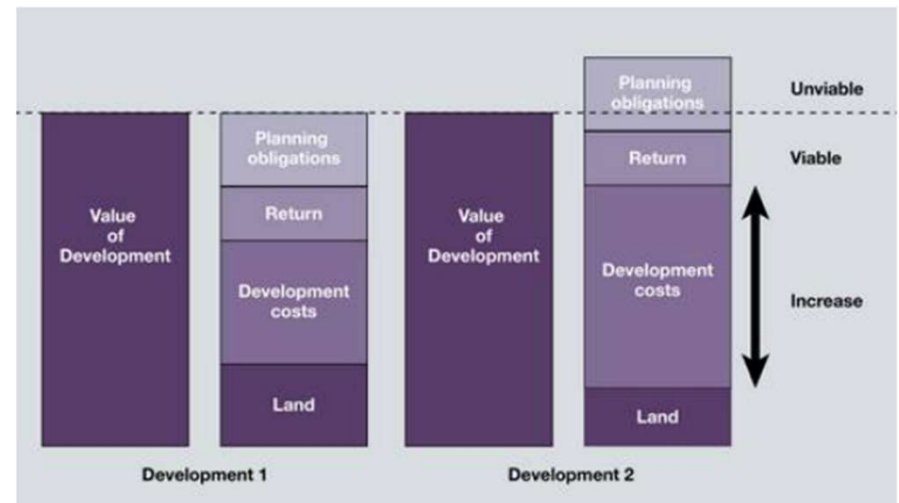 Value
of
Development
Planning
obligations
Return
Development
costs
Land
Development 1
Value
of
Development
Planning
obligations
Return
Development
costs
Land
Development 2
Unviable
Viable
Increase